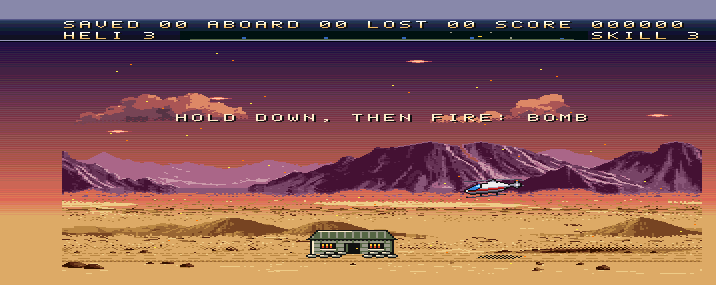 SAVED 00 ABOARD 00 LOST 00 SCORE 000000
HELI 3 SKILL 3
HOLD DOWN, THEN FIRE: BOMB